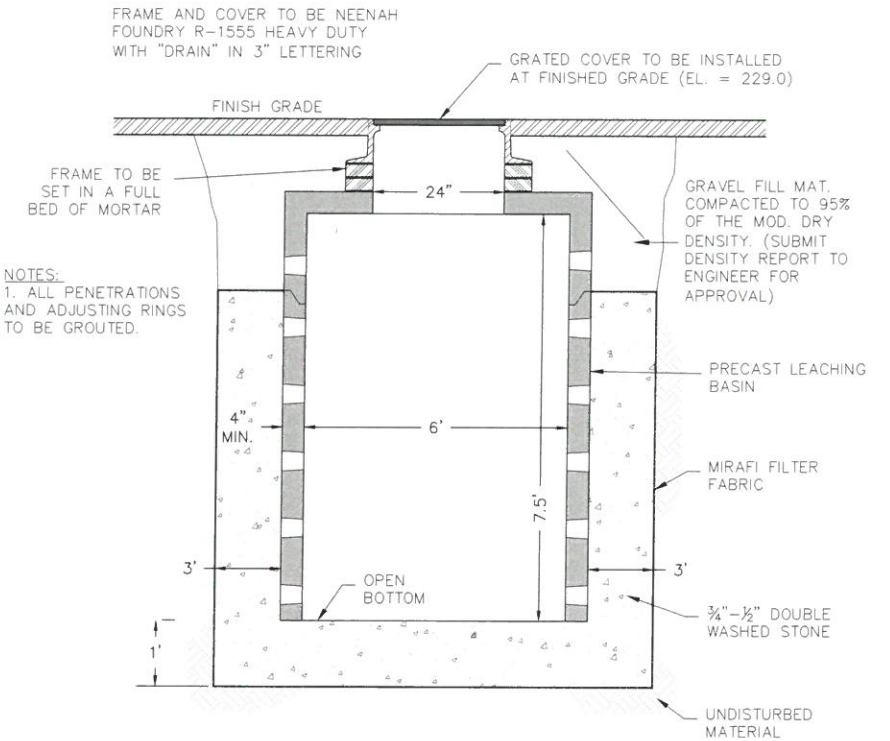 FRAME AND COVER TO BE NEENAH
FOUNDRY R-1555 HEAVY DUTY
WITH "DRAIN" IN 3" LETTERING
GRATED COVER TO BE INSTALLED
AT FINISHED GRADE (EL. = 229.0)
FINISH GRADE
FRAME TO BE
SET IN A FULL
BED OF MORTAR
24"
GRAVEL FILL MAT.
COMPACTED TO 95%
OF THE MOD. DRY
DENSITY. (SUBMIT
DENSITY REPORT TO
ENGINEER FOR
APPROVAL)
NOTES:
1. ALL PENETRATIONS
AND ADJUSTING RINGS
TO BE GROUTED.
PRECAST LEACHING
BASIN
4"
MIN.
6'
MIRAFI FILTER
FABRIC
7.5'
3'
OPEN
BOTTOM
3'
¾"-½" DOUBLE
WASHED STONE
1'
UNDISTURBED
MATERIAL